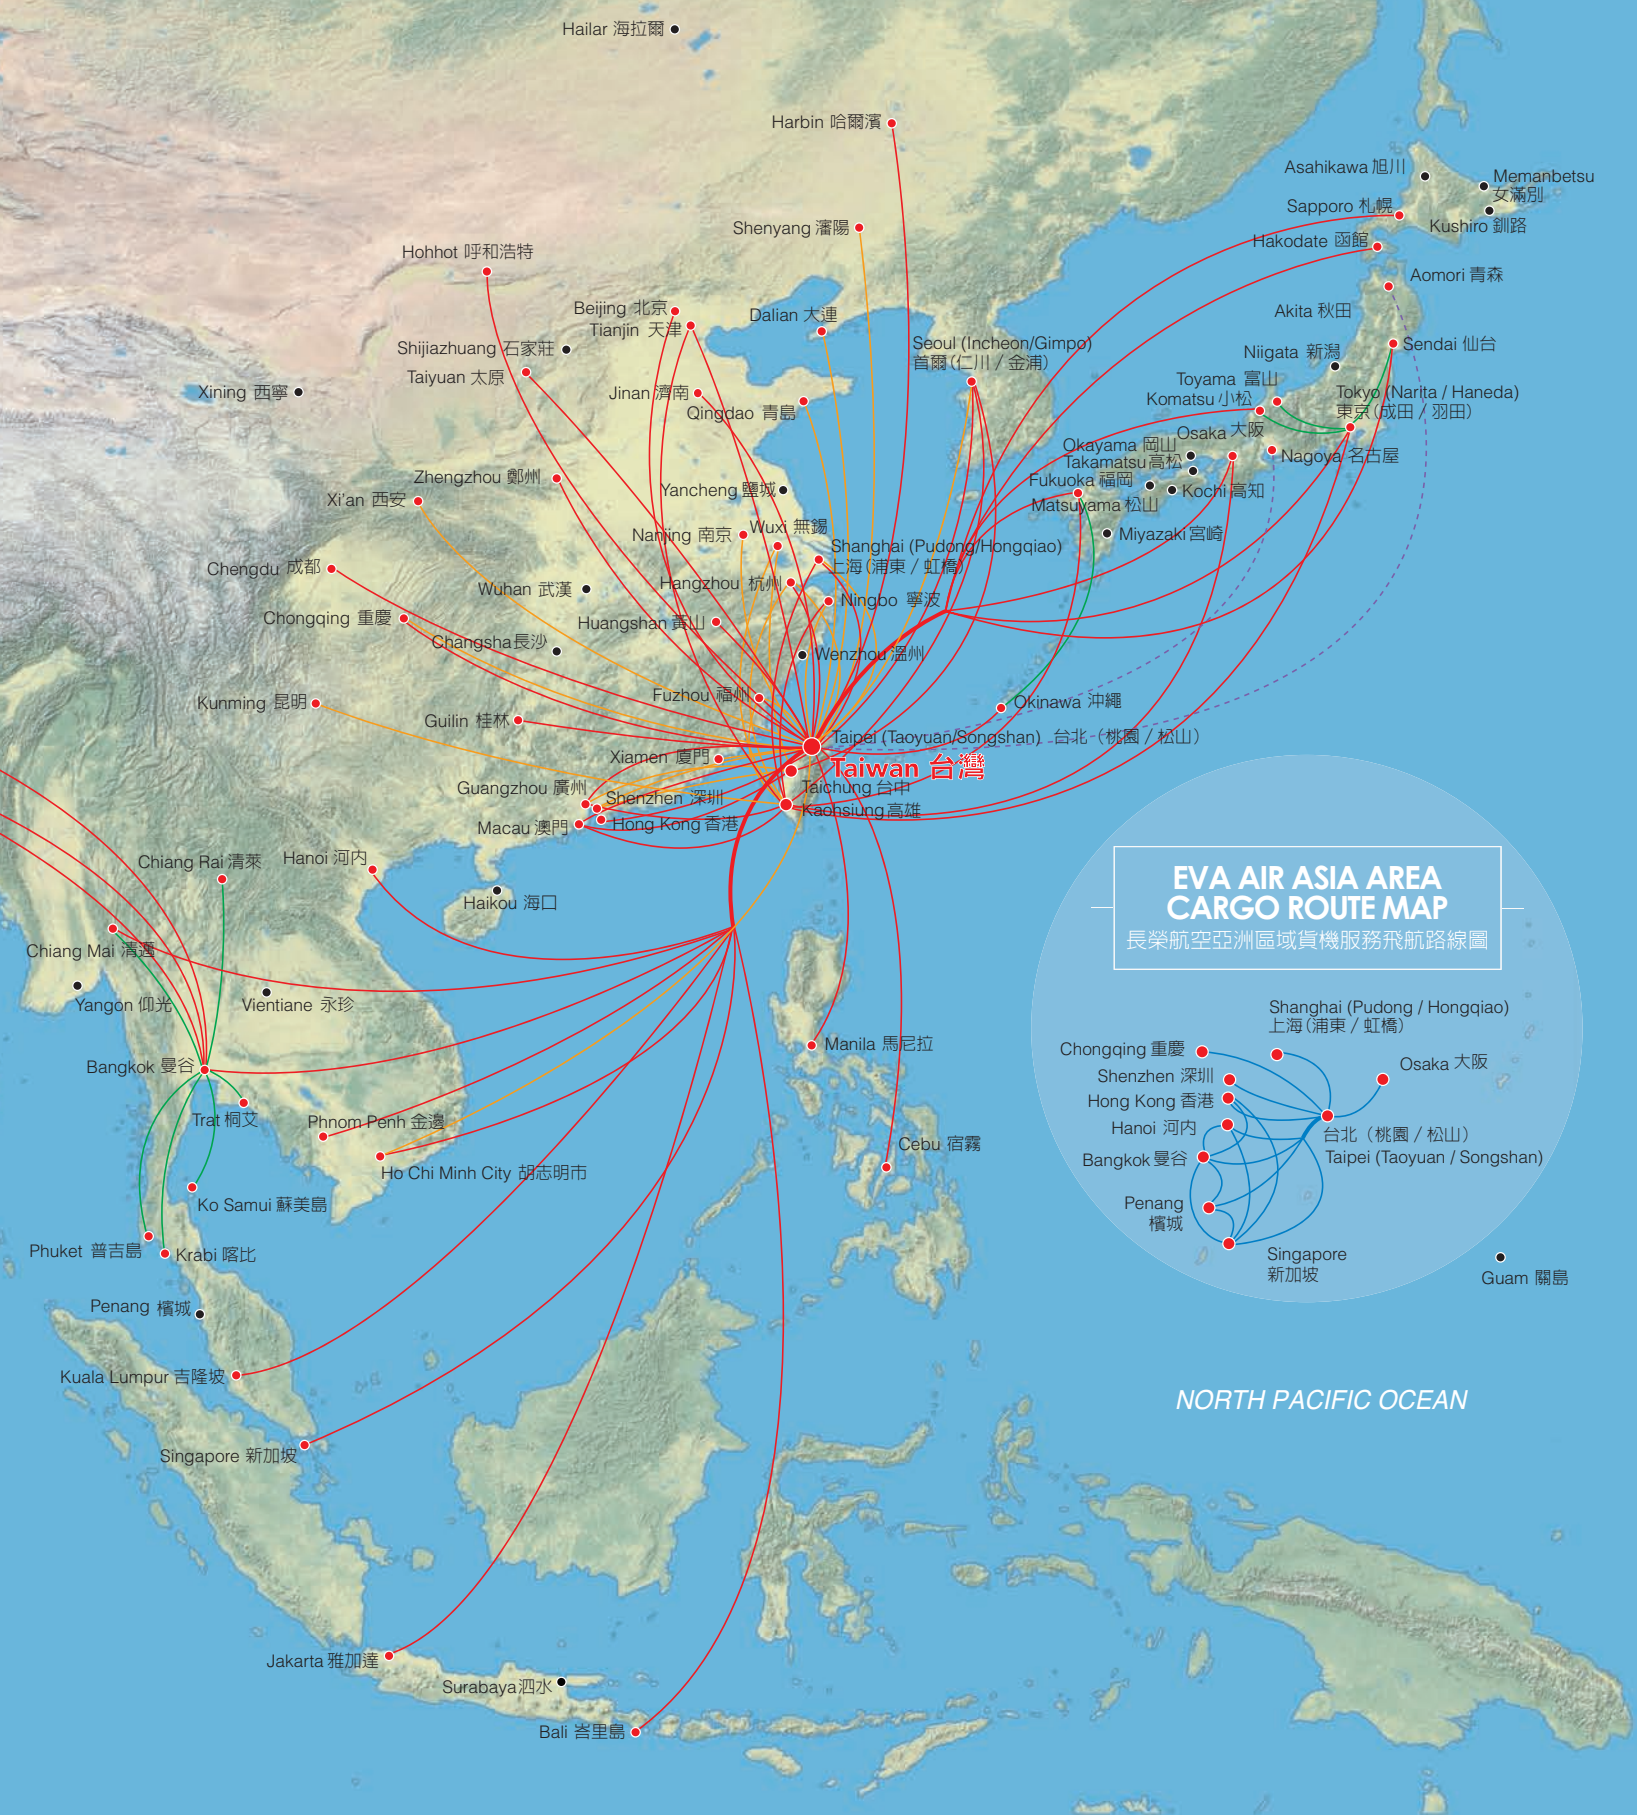 Hailar 海拉爾
Harbin 哈爾濱
Asahikawa 旭川
Memanbetsu
女滿別
Sapporo 札幌
Kushiro 釧路
Shenyang 瀋陽
Hakodate 函館
Hohhot 呼和浩特
Aomori 青森
Beijing 北京
Akita 秋田
Tianjin 天津
Dalian 大連
Seoul (Incheon/Gimpo)
首爾(仁川 / 金浦)
Sendai 仙台
Shijiazhuang 石家莊
Niigata 新潟
Taiyuan 太原
Toyama 富山
Xining 西寧
Jinan 濟南
Tokyo (Narita / Haneda)
東京(成田 / 羽田)
Komatsu 小松
Qingdao 青島
Osaka 大阪
Okayama 岡山
Nagoya 名古屋
Takamatsu 高松
Zhengzhou 鄭州
Fukuoka 福岡
Yancheng 鹽城
Kochi 高知
Xi'an 西安
Matsuyama 松山
Nanjing 南京
Wuxi 無錫
Miyazaki 宮崎
Shanghai (Pudong/Hongqiao)
上海(浦東 / 虹橋)
Chengdu 成都
Hangzhou 杭州
Wuhan 武漢
Ningbo 寧波
Chongqing 重慶
Huangshan 黃山
Changsha 長沙
Wenzhou 溫州
Fuzhou 福州
Kunming 昆明
Okinawa 沖繩
Guilin 桂林
Taipei (Taoyuan/Songshan) 台北（桃園 / 松山）
Xiamen 廈門
Taiwan 台灣
Guangzhou 廣州
Taichung 台中
Shenzhen 深圳
Kaohsiung 高雄
Macau 澳門
Hong Kong 香港
Chiang Rai 清萊
Hanoi 河內
Haikou 海口
Chiang Mai 清邁
Yangon 仰光
Vientiane 永珍
Manila 馬尼拉
Bangkok 曼谷
Trat 桐艾
Phnom Penh 金邊
Cebu 宿霧
Ho Chi Minh City 胡志明市
Ko Samui 蘇美島
Phuket 普吉島
Krabi 喀比
Penang 檳城
Kuala Lumpur 吉隆坡
Singapore 新加坡
Jakarta 雅加達
Surabaya 泗水
Bali 峇里島
EVA AIR ASIA AREA
CARGO ROUTE MAP
長榮航空亞洲區域貨機服務飛航路線圖
Shanghai (Pudong / Hongqiao)
上海(浦東 / 虹橋)
Chongqing 重慶
Osaka 大阪
Shenzhen 深圳
Hong Kong 香港
Hanoi 河內
台北（桃園 / 松山）
Taipei (Taoyuan / Songshan)
Bangkok 曼谷
Penang
檳城
Singapore
新加坡
Guam 關島
NORTH PACIFIC OCEAN